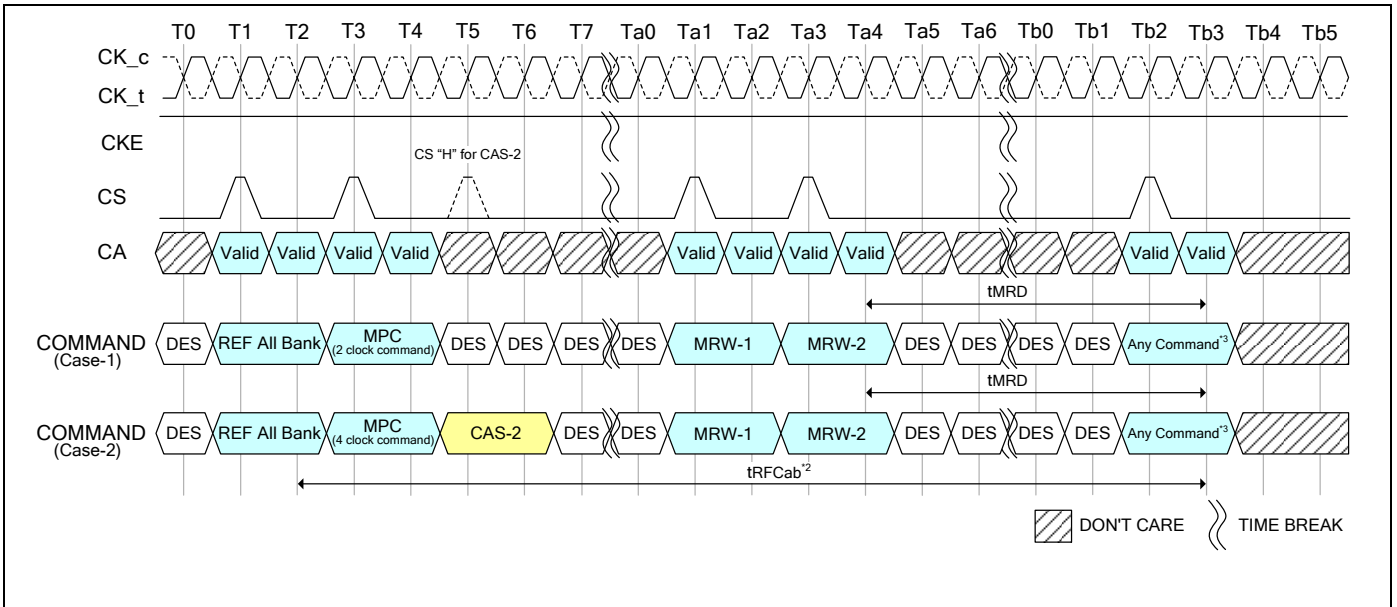 T0 T1 T2 T3 T4 T5 T6 T7 Ta0 Ta1 Ta2 Ta3 Ta4 Ta5 Ta6 Tb0 Tb1 Tb2 Tb3 Tb4 Tb5
CK_c
CK_t
CKE
CS "H" for CAS-2
CS
CA Valid Valid Valid Valid Valid Valid Valid Valid Valid Valid
tMRD
COMMAND (Case-1) DES REF All Bank MPC (2 clock command) DES DES DES DES MRW-1 MRW-2 DES DES DES DES Any Command*3
tMRD
COMMAND (Case-2) DES REF All Bank MPC (4 clock command) CAS-2 DES DES MRW-1 MRW-2 DES DES DES DES Any Command*3
tRFCab*2
DON'T CARE TIME BREAK